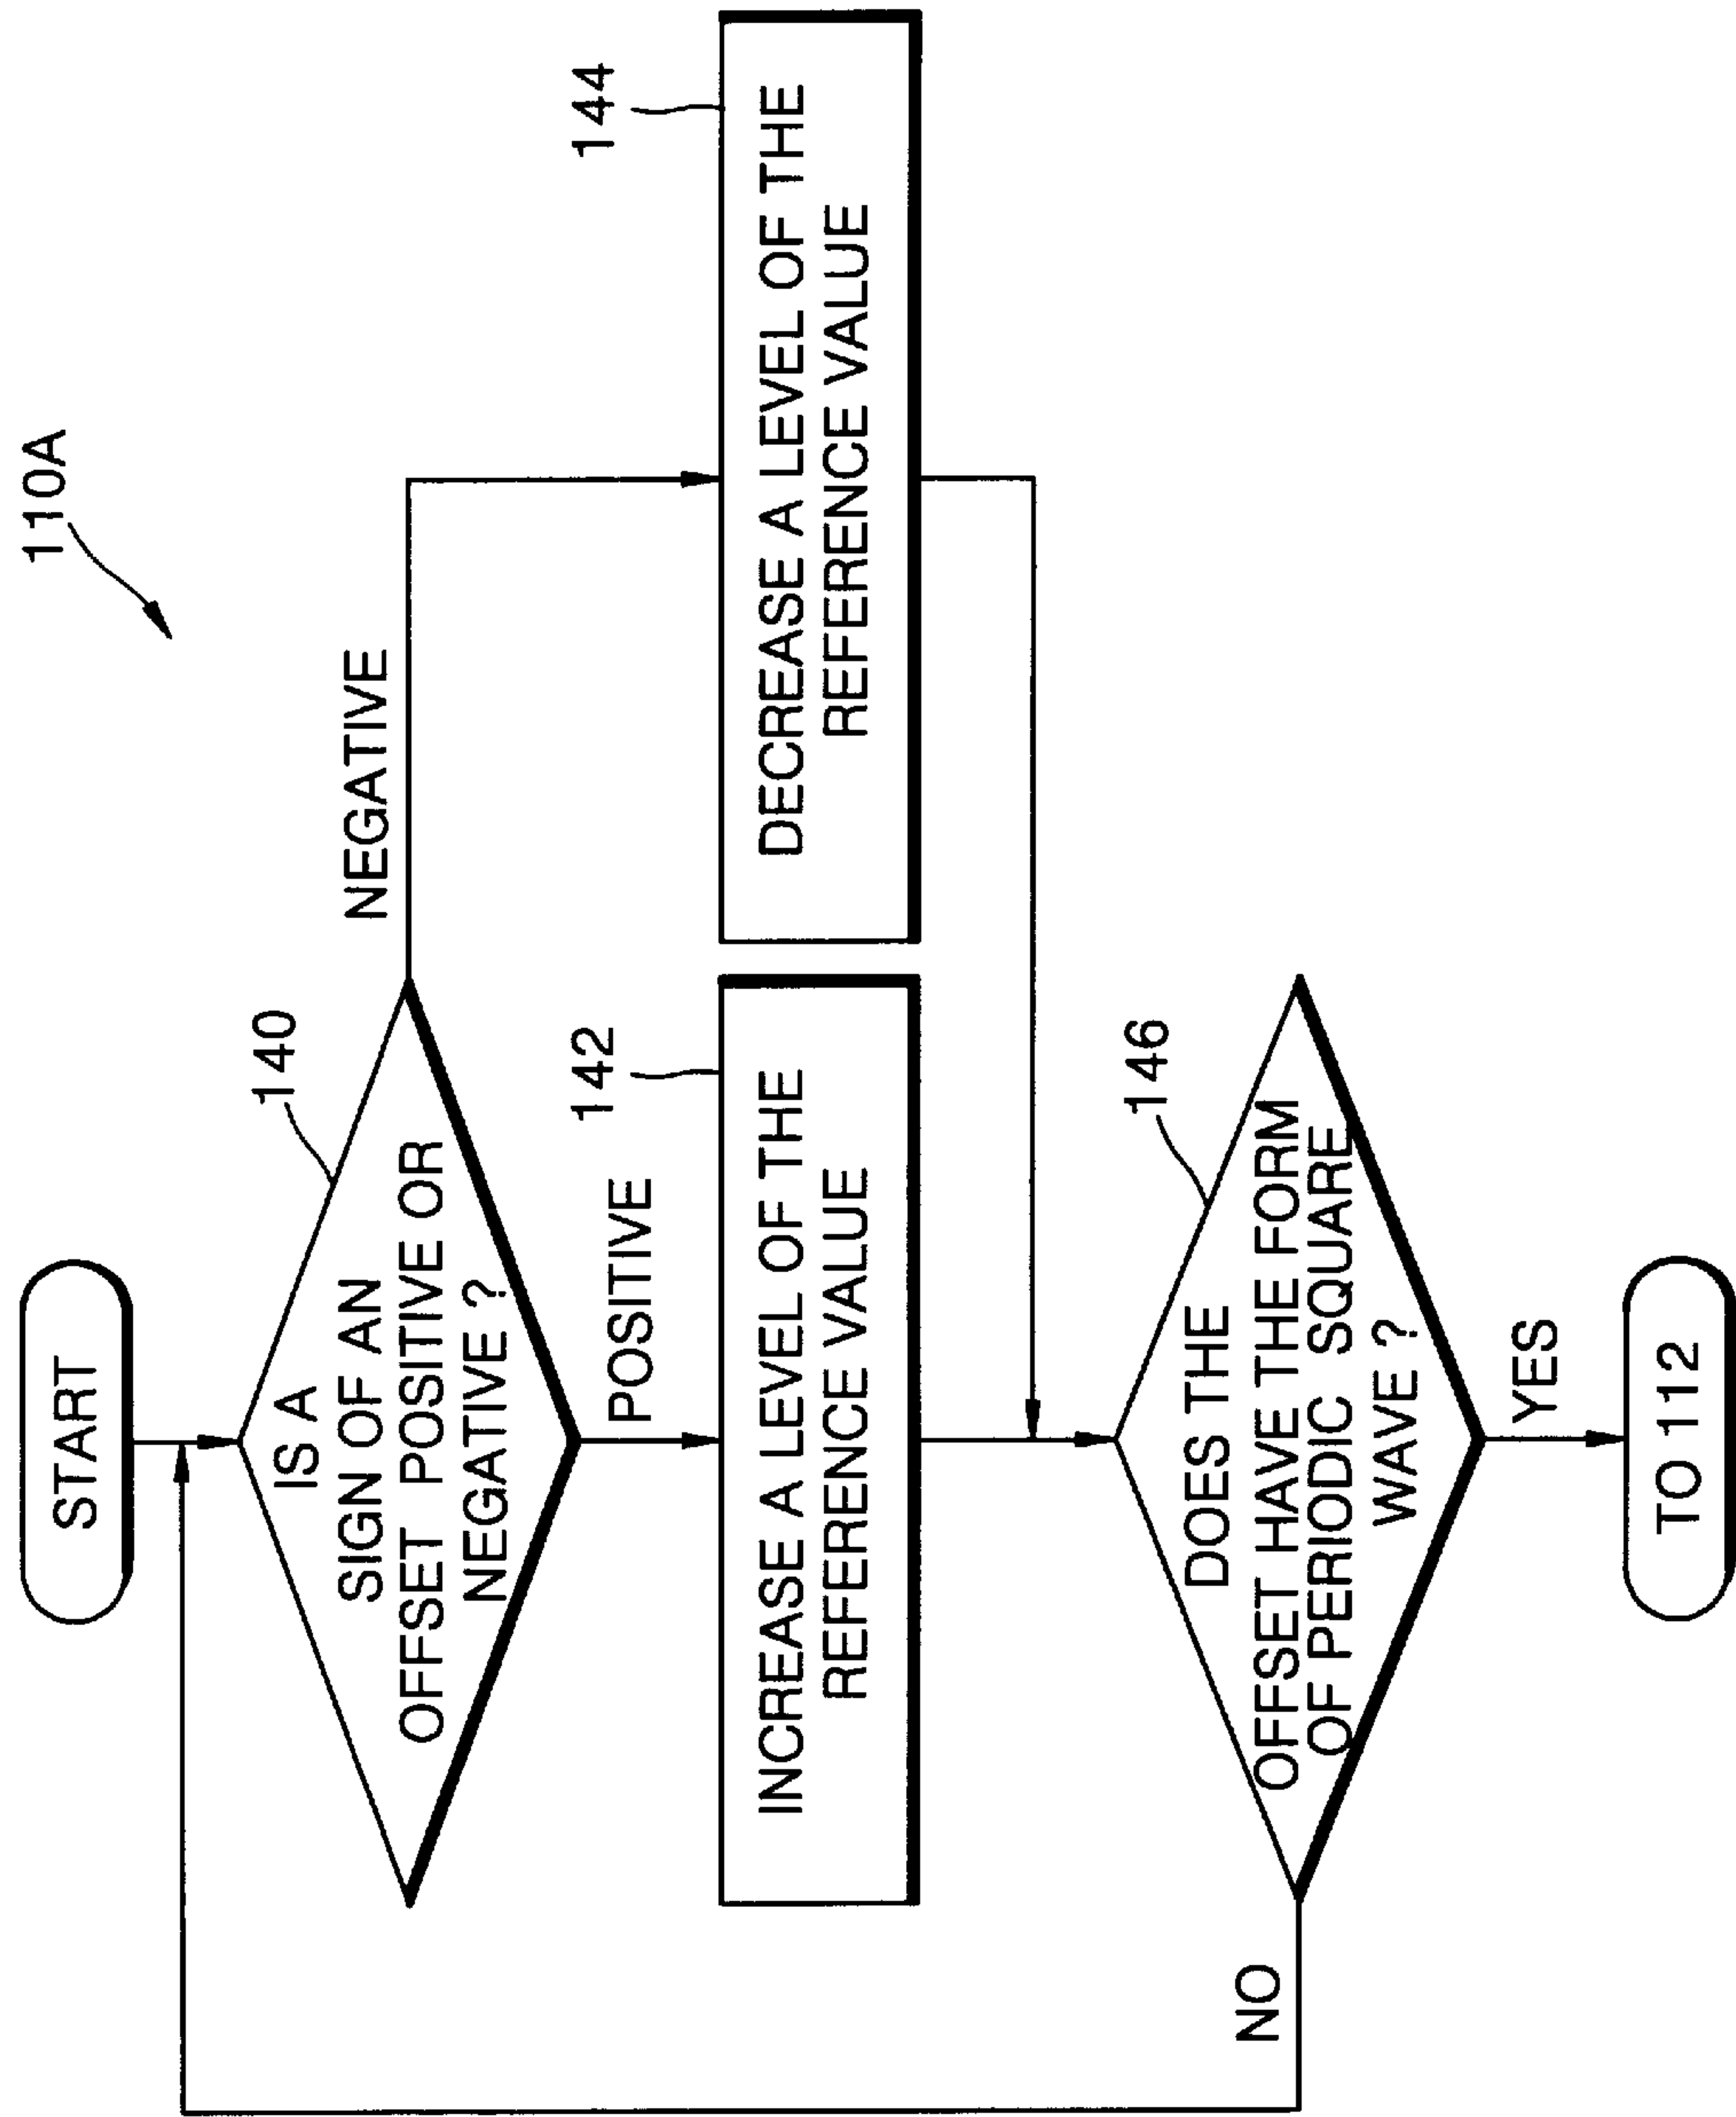 110A
START
140
IS A
SIGN OF AN
OFFSET POSITIVE OR
NEGATIVE ?
NEGATIVE
POSITIVE
142
INCREASE A LEVEL OF THE
REFERENCE VALUE
144
DECREASE A LEVEL OF THE
REFERENCE VALUE
146
DOES THE
OFFSET HAVE THE FORM
OF PERIODIC SQUARE
WAVE ?
NO
YES
TO 112